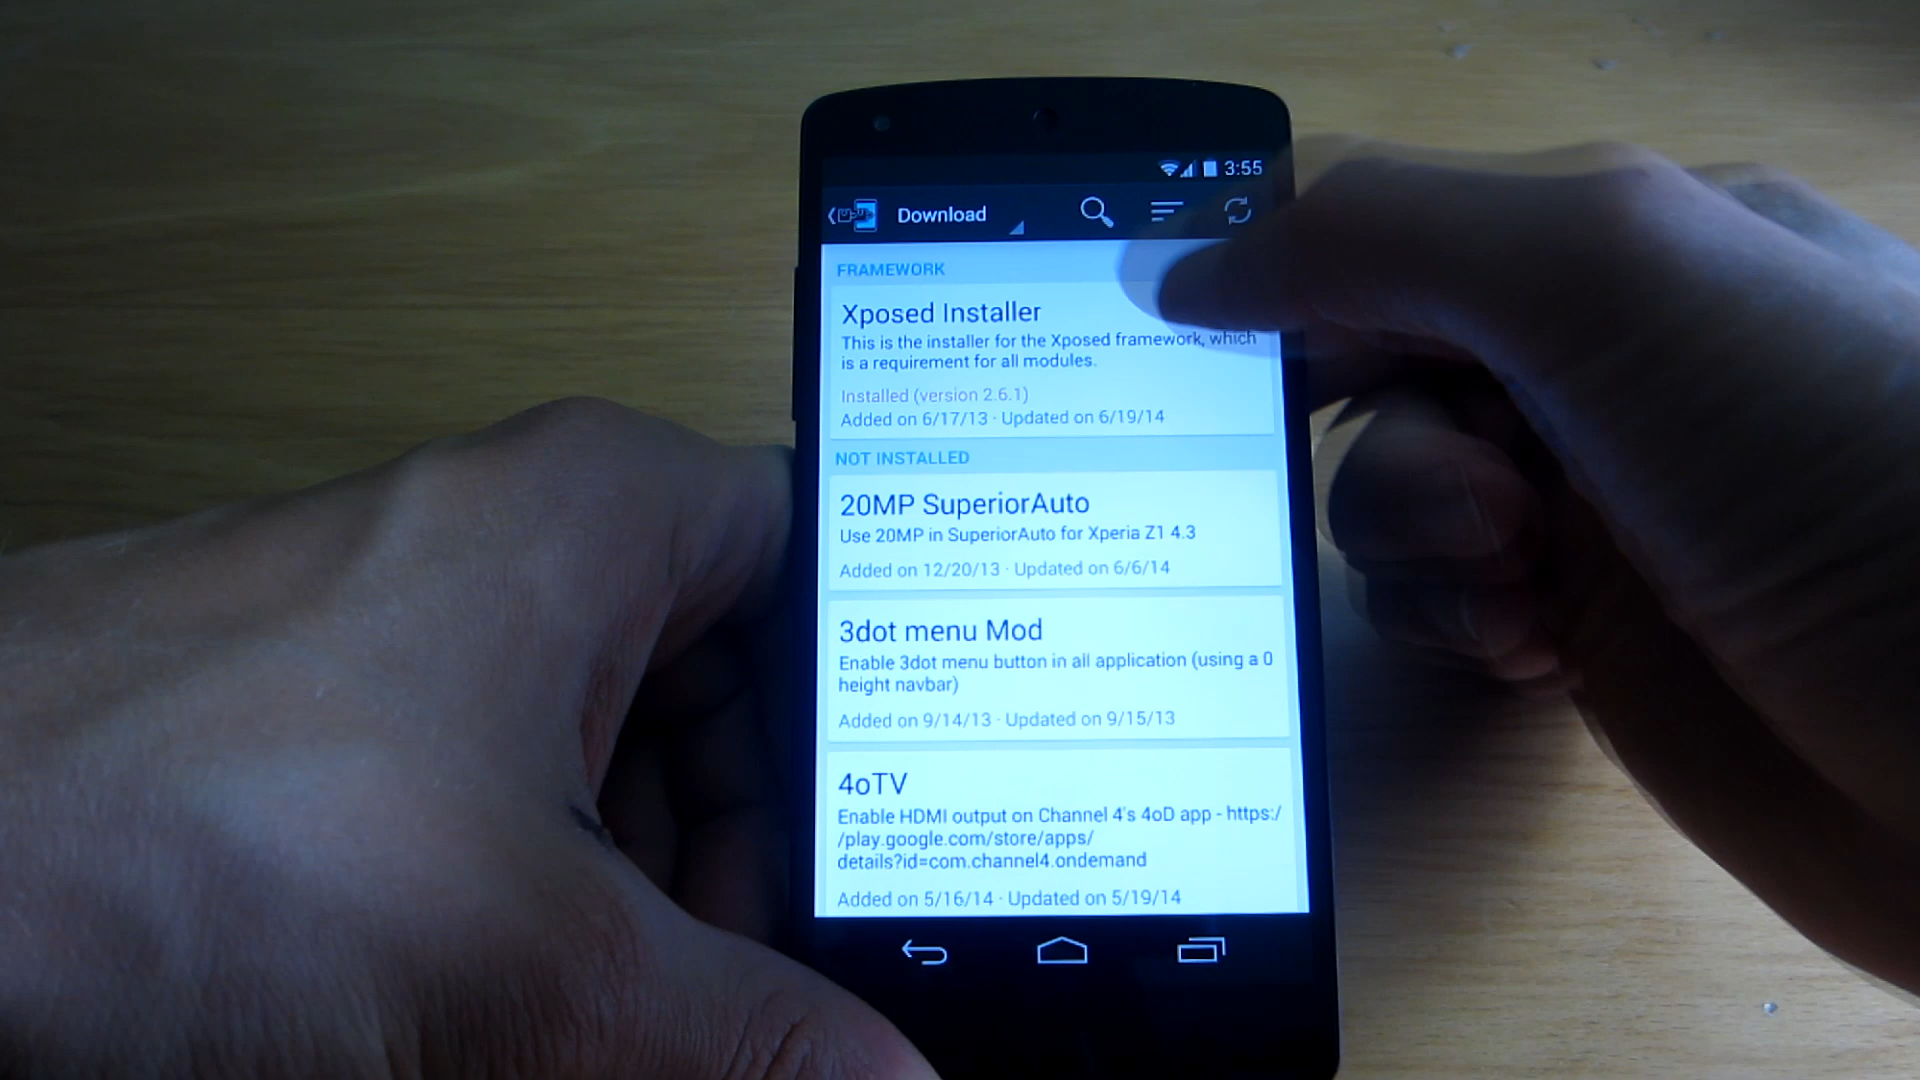 3:55
Download
FRAMEWORK
Xposed Installer
This is the installer for the Xposed framework, which
is a requirement for all modules.
Installed (version 2.6.1)
Added on 6/17/13 · Updated on 6/19/14
NOT INSTALLED
20MP SuperiorAuto
Use 20MP in SuperiorAuto for Xperia Z1 4.3
Added on 12/20/13 · Updated on 6/6/14
3dot menu Mod
Enable 3dot menu button in all application (using a 0
height navbar)
Added on 9/14/13 · Updated on 9/15/13
4oTV
Enable HDMI output on Channel 4's 4oD app - https:/
/play.google.com/store/apps/
details?id=com.channel4.ondemand
Added on 5/16/14 · Updated on 5/19/14